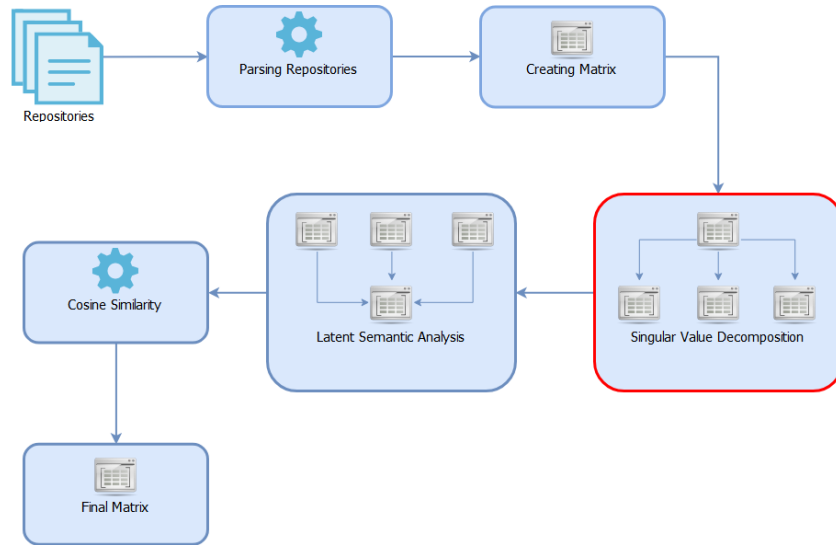 Repositories
Parsing Repositories
Creating Matrix
Singular Value Decomposition
Latent Semantic Analysis
Cosine Similarity
Final Matrix